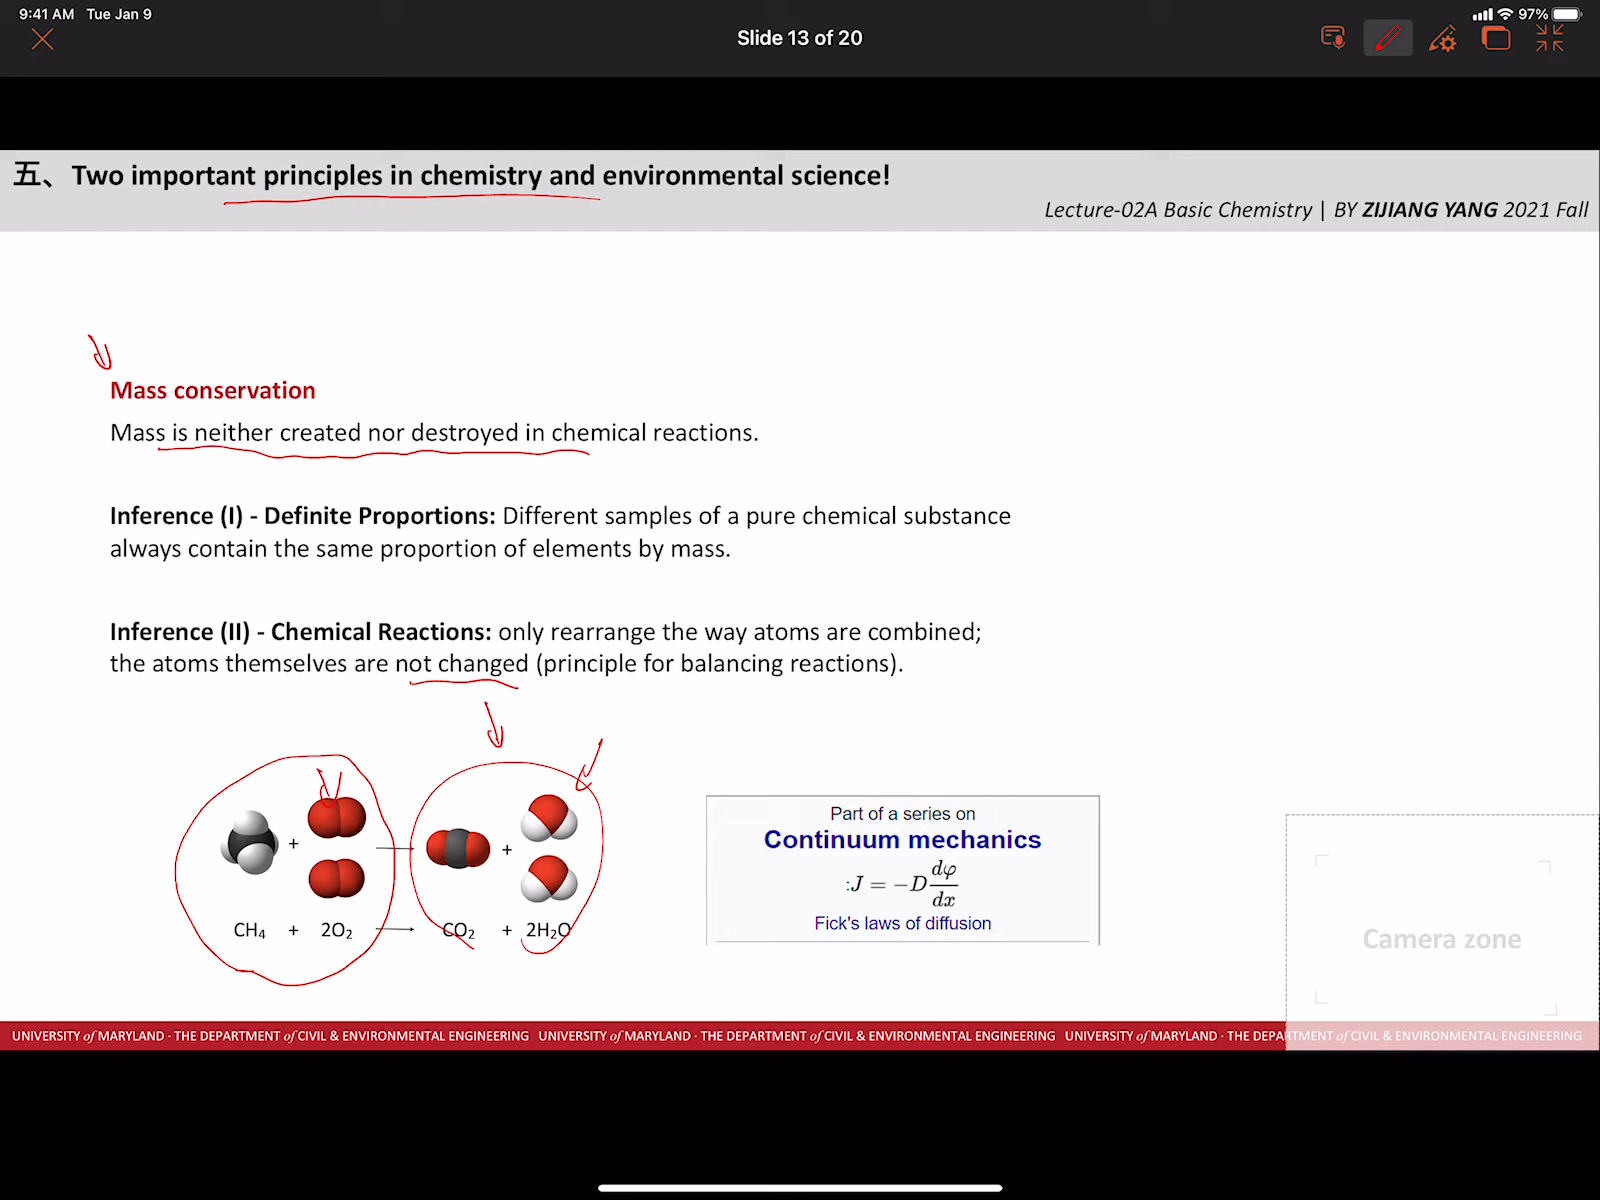 9:41 AM Tue Jan 9
97%
Slide 13 of 20
五、Two important principles in chemistry and environmental science!
Lecture-02A Basic Chemistry | BY ZIJIANG YANG 2021 Fall
Mass conservation
Mass is neither created nor destroyed in chemical reactions.
Inference (I) - Definite Proportions: Different samples of a pure chemical substance
always contain the same proportion of elements by mass.
Inference (II) - Chemical Reactions: only rearrange the way atoms are combined;
the atoms themselves are not changed (principle for balancing reactions).
+ +
CH₄ + 2O₂ → CO₂ + 2H₂O
Part of a series on
Continuum mechanics
:J = −D dφ/dx
Fick's laws of diffusion
Camera zone
UNIVERSITY of MARYLAND · THE DEPARTMENT of CIVIL & ENVIRONMENTAL ENGINEERING UNIVERSITY of MARYLAND · THE DEPARTMENT of CIVIL & ENVIRONMENTAL ENGINEERING UNIVERSITY of MARYLAND · THE DEPARTMENT of CIVIL & ENVIRONMENTAL ENGINEERING